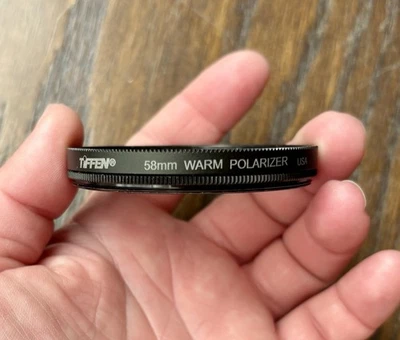 TIFFEN® 58mm WARM POLARIZER USA